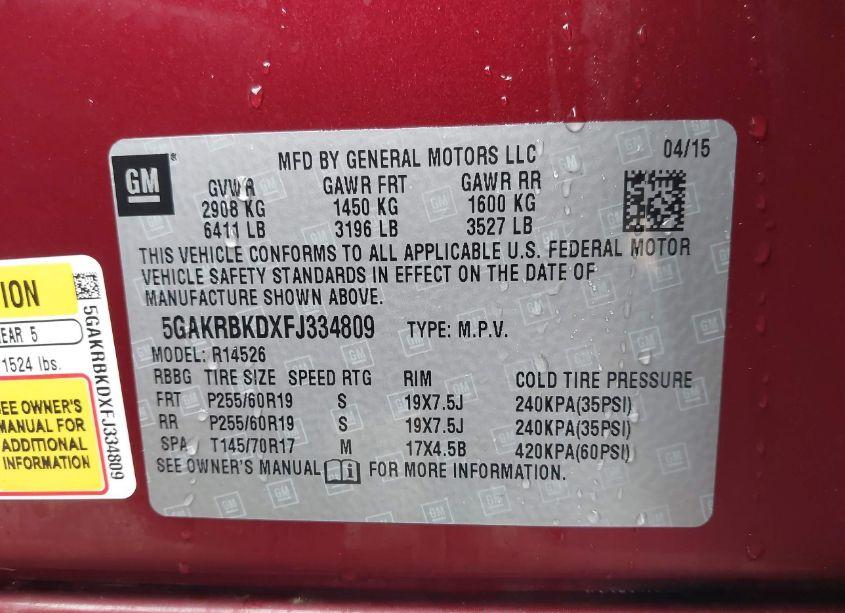 GM
MFD BY GENERAL MOTORS LLC
04/15
GVWR GAWR FRT GAWR RR
2908 KG 1450 KG 1600 KG
6411 LB 3196 LB 3527 LB
THIS VEHICLE CONFORMS TO ALL APPLICABLE U.S. FEDERAL MOTOR
VEHICLE SAFETY STANDARDS IN EFFECT ON THE DATE OF
MANUFACTURE SHOWN ABOVE.
5GAKRBKDXFJ334809 TYPE: M.P.V.
MODEL: R14526
RBBG TIRE SIZE SPEED RTG RIM COLD TIRE PRESSURE
FRT P255/60R19 S 19X7.5J 240KPA(35PSI)
RR P255/60R19 S 19X7.5J 240KPA(35PSI)
SPA T145/70R17 M 17X4.5B 420KPA(60PSI)
SEE OWNER'S MANUAL FOR MORE INFORMATION.
ION
EAR 5
1524 lbs.
SEE OWNER'S
MANUAL FOR
ADDITIONAL
INFORMATION
5GAKRBKDXFJ334809